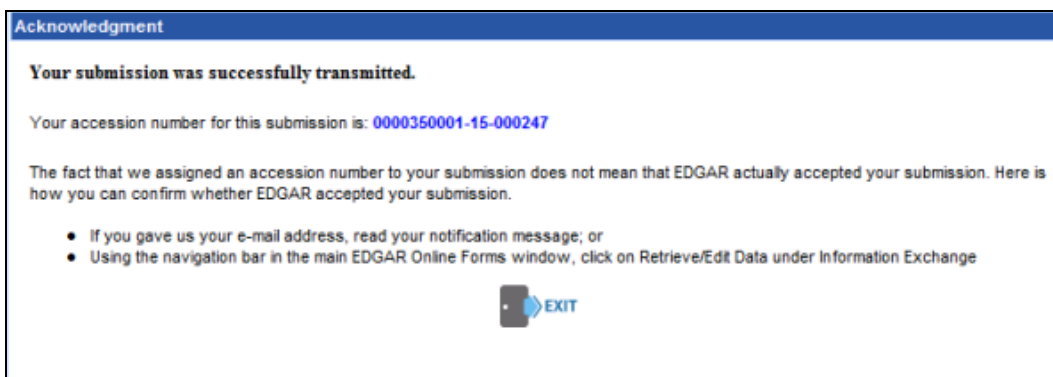 Acknowledgment
Your submission was successfully transmitted.
Your accession number for this submission is: 0000350001-15-000247
The fact that we assigned an accession number to your submission does not mean that EDGAR actually accepted your submission. Here is
how you can confirm whether EDGAR accepted your submission.
● If you gave us your e-mail address, read your notification message; or
● Using the navigation bar in the main EDGAR Online Forms window, click on Retrieve/Edit Data under Information Exchange
EXIT